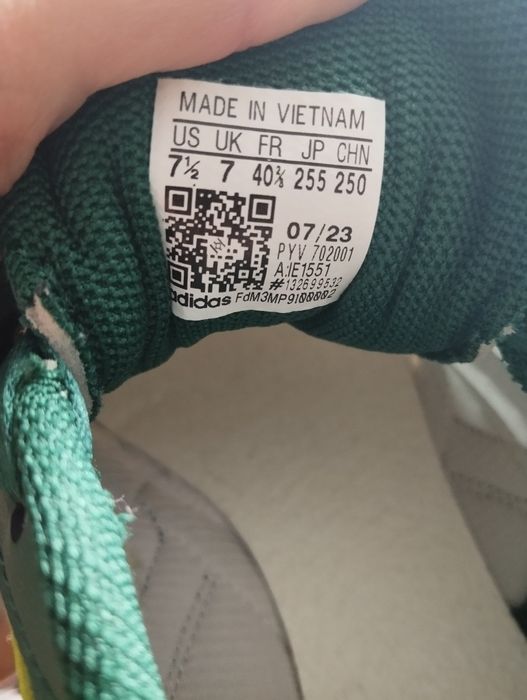 MADE IN VIETNAM
US UK FR JP CHN
7½ 7 40⅔ 255 250
07/23
PYV 702001
A:IE1551
#132699532
adidas FdM3MP9I00002